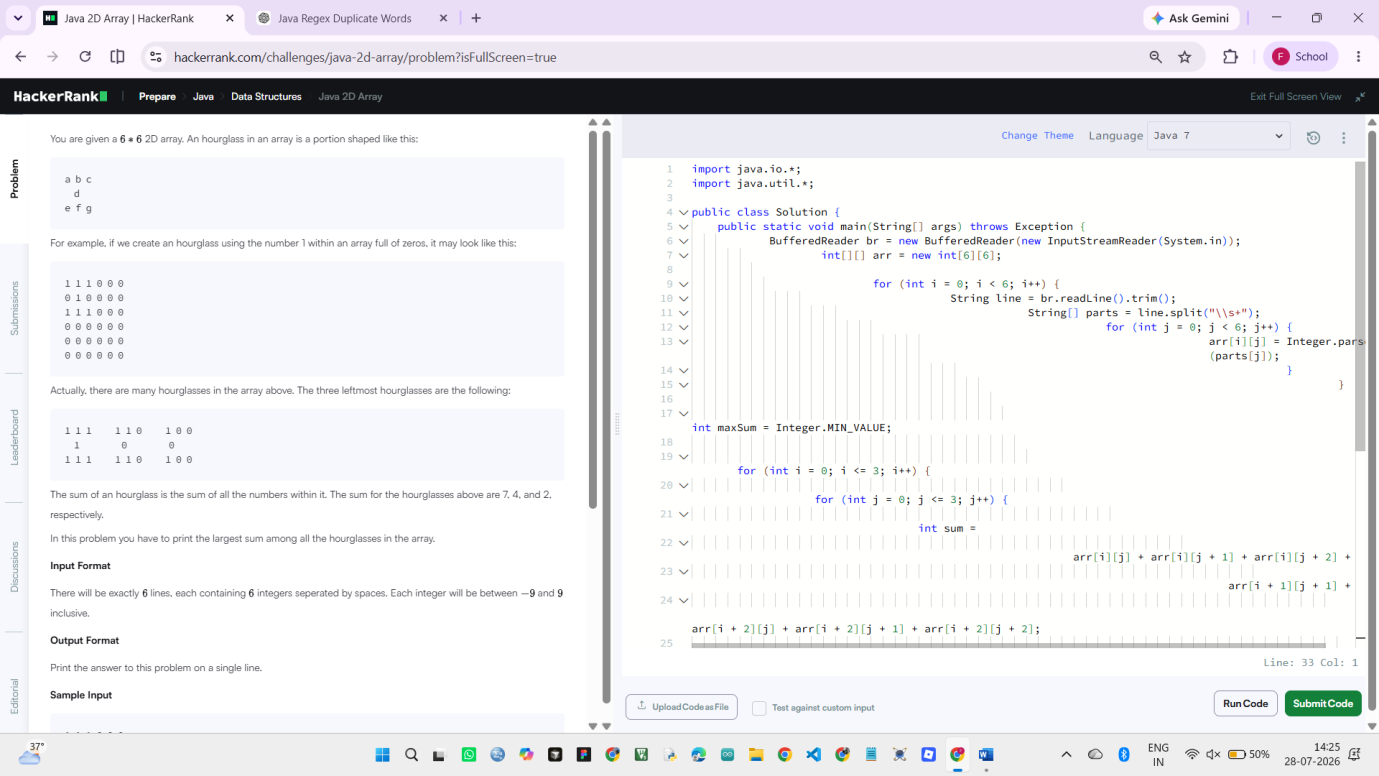 Java 2D Array | HackerRank
Java Regex Duplicate Words
Ask Gemini
hackerrank.com/challenges/java-2d-array/problem?isFullScreen=true
F School
HackerRank
Prepare Java Data Structures Java 2D Array
Exit Full Screen View
Problem
Submissions
Leaderboard
Discussions
Editorial
You are given a 6 * 6 2D array. An hourglass in an array is a portion shaped like this:
a b c
d
e f g
For example, if we create an hourglass using the number 1 within an array full of zeros, it may look like this:
1 1 1 0 0 0
0 1 0 0 0 0
1 1 1 0 0 0
0 0 0 0 0 0
0 0 0 0 0 0
0 0 0 0 0 0
Actually, there are many hourglasses in the array above. The three leftmost hourglasses are the following:
1 1 1 1 1 0 1 0 0
1 0 0
1 1 1 1 1 0 1 0 0
The sum of an hourglass is the sum of all the numbers within it. The sum for the hourglasses above are 7, 4, and 2,
respectively.
In this problem you have to print the largest sum among all the hourglasses in the array.
Input Format
There will be exactly 6 lines, each containing 6 integers seperated by spaces. Each integer will be between −9 and 9
inclusive.
Output Format
Print the answer to this problem on a single line.
Sample Input
Change Theme Language Java 7
1 import java.io.*;
2 import java.util.*;
3
4 public class Solution {
5 public static void main(String[] args) throws Exception {
6 BufferedReader br = new BufferedReader(new InputStreamReader(System.in));
7 int[][] arr = new int[6][6];
8
9 for (int i = 0; i < 6; i++) {
10 String line = br.readLine().trim();
11 String[] parts = line.split("\\s+");
12 for (int j = 0; j < 6; j++) {
13 arr[i][j] = Integer.pars
(parts[j]);
14 }
15 }
16
17
int maxSum = Integer.MIN_VALUE;
18
19
for (int i = 0; i <= 3; i++) {
20
for (int j = 0; j <= 3; j++) {
21
int sum =
22
arr[i][j] + arr[i][j + 1] + arr[i][j + 2] +
23
arr[i + 1][j + 1] +
24
arr[i + 2][j] + arr[i + 2][j + 1] + arr[i + 2][j + 2];
25
Line: 33 Col: 1
Upload Code as File
Test against custom input
Run Code
Submit Code
37°
ENG
IN
50%
14:25
28-07-2026